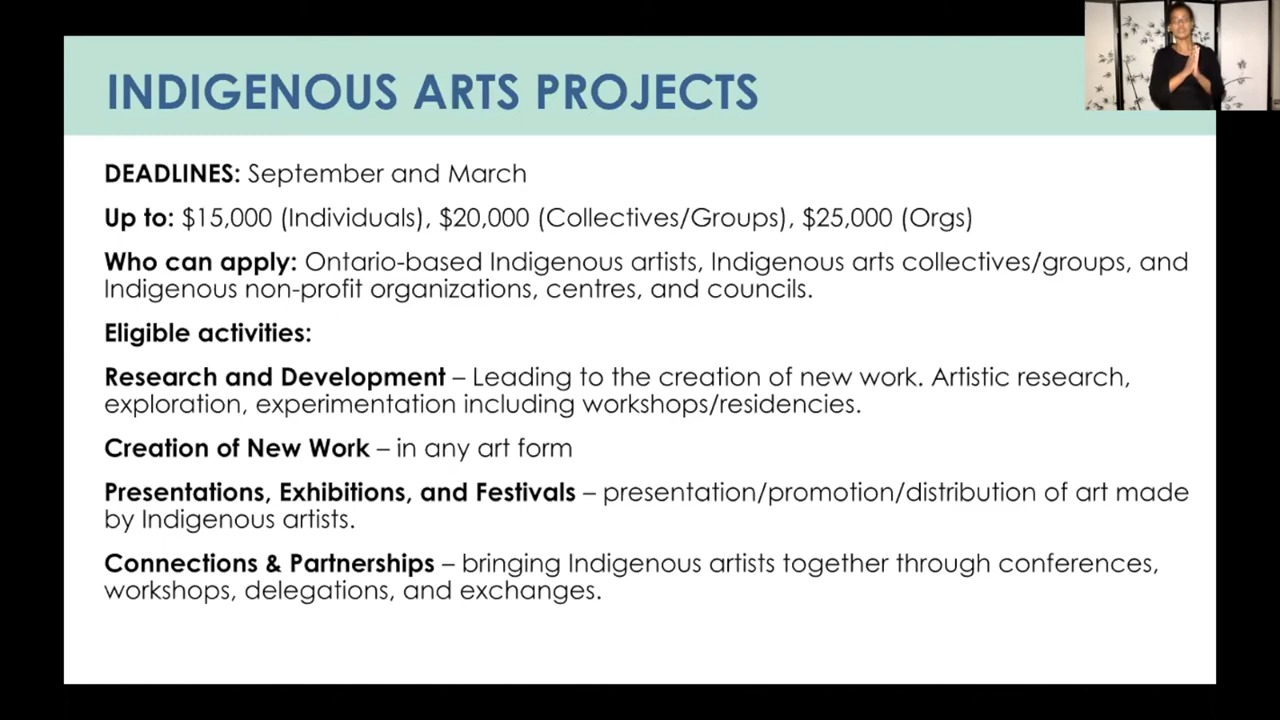 INDIGENOUS ARTS PROJECTS
DEADLINES: September and March
Up to: $15,000 (Individuals), $20,000 (Collectives/Groups), $25,000 (Orgs)
Who can apply: Ontario-based Indigenous artists, Indigenous arts collectives/groups, and
Indigenous non-profit organizations, centres, and councils.
Eligible activities:
Research and Development – Leading to the creation of new work. Artistic research,
exploration, experimentation including workshops/residencies.
Creation of New Work – in any art form
Presentations, Exhibitions, and Festivals – presentation/promotion/distribution of art made
by Indigenous artists.
Connections & Partnerships – bringing Indigenous artists together through conferences,
workshops, delegations, and exchanges.